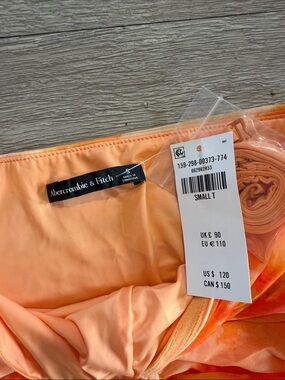 Abercrombie & Fitch
S
159-298-00373-774
SMALL T
UK £ 90
EU € 110
US $ 120
CAN $ 150